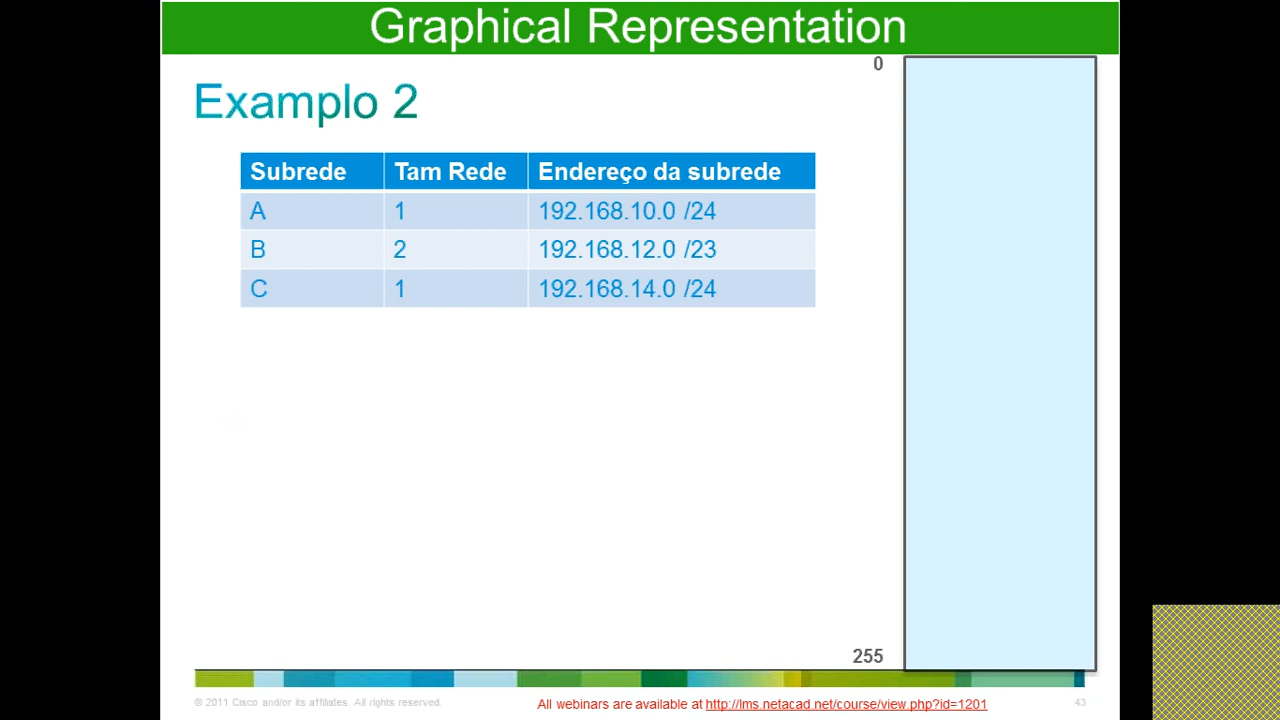 Graphical Representation
0
Examplo 2
Subrede Tam Rede Endereço da subrede
A 1 192.168.10.0 /24
B 2 192.168.12.0 /23
C 1 192.168.14.0 /24
255
© 2011 Cisco and/or its affiliates. All rights reserved.
All webinars are available at http://lms.netacad.net/course/view.php?id=1201
43